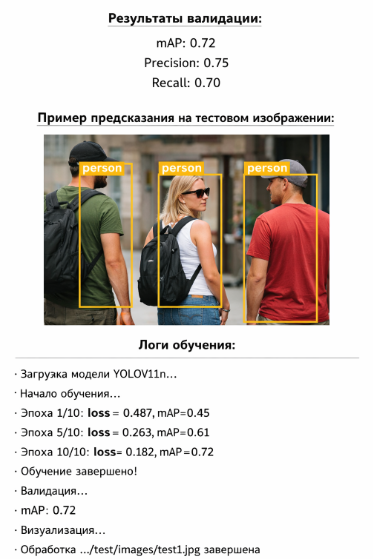 Результаты валидации:
mAP: 0.72
Precision: 0.75
Recall: 0.70
Пример предсказания на тестовом изображении:
person person person
Логи обучения:
· Загрузка модели YOLOV11n...
· Начало обучения...
· Эпоха 1/10: loss = 0.487, mAP=0.45
· Эпоха 5/10: loss = 0.263, mAP=0.61
· Эпоха 10/10: loss= 0.182, mAP=0.72
· Обучение завершено!
· Валидация...
· mAP: 0.72
· Визуализация...
· Обработка .../test/images/test1.jpg завершена